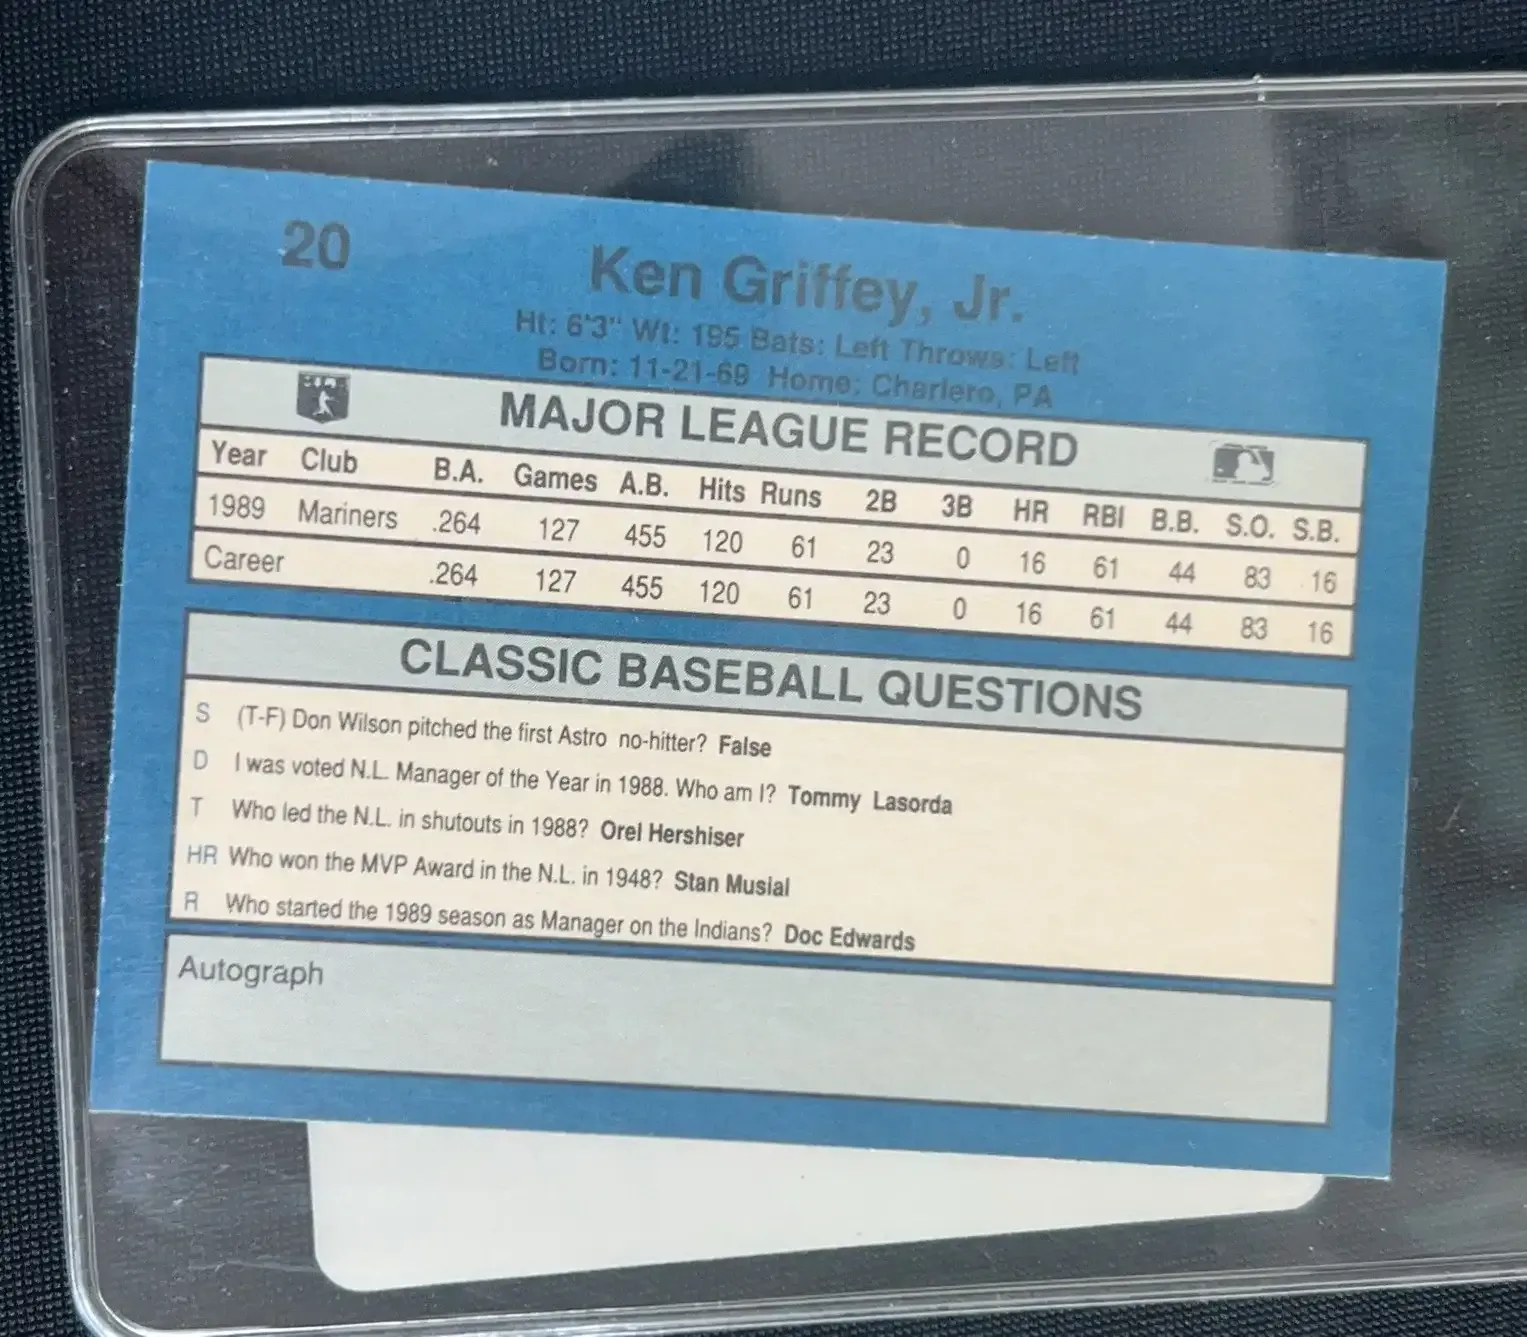 20
Ken Griffey, Jr.
Ht: 6'3" Wt: 195 Bats: Left Throws: Left
Born: 11-21-69 Home: Charlero, PA
MAJOR LEAGUE RECORD
Year Club B.A. Games A.B. Hits Runs 2B 3B HR RBI B.B. S.O. S.B.
1989 Mariners .264 127 455 120 61 23 0 16 61 44 83 16
Career .264 127 455 120 61 23 0 16 61 44 83 16
CLASSIC BASEBALL QUESTIONS
S (T-F) Don Wilson pitched the first Astro no-hitter? False
D I was voted N.L. Manager of the Year in 1988. Who am I? Tommy Lasorda
T Who led the N.L. in shutouts in 1988? Orel Hershiser
HR Who won the MVP Award in the N.L. in 1948? Stan Musial
R Who started the 1989 season as Manager on the Indians? Doc Edwards
Autograph